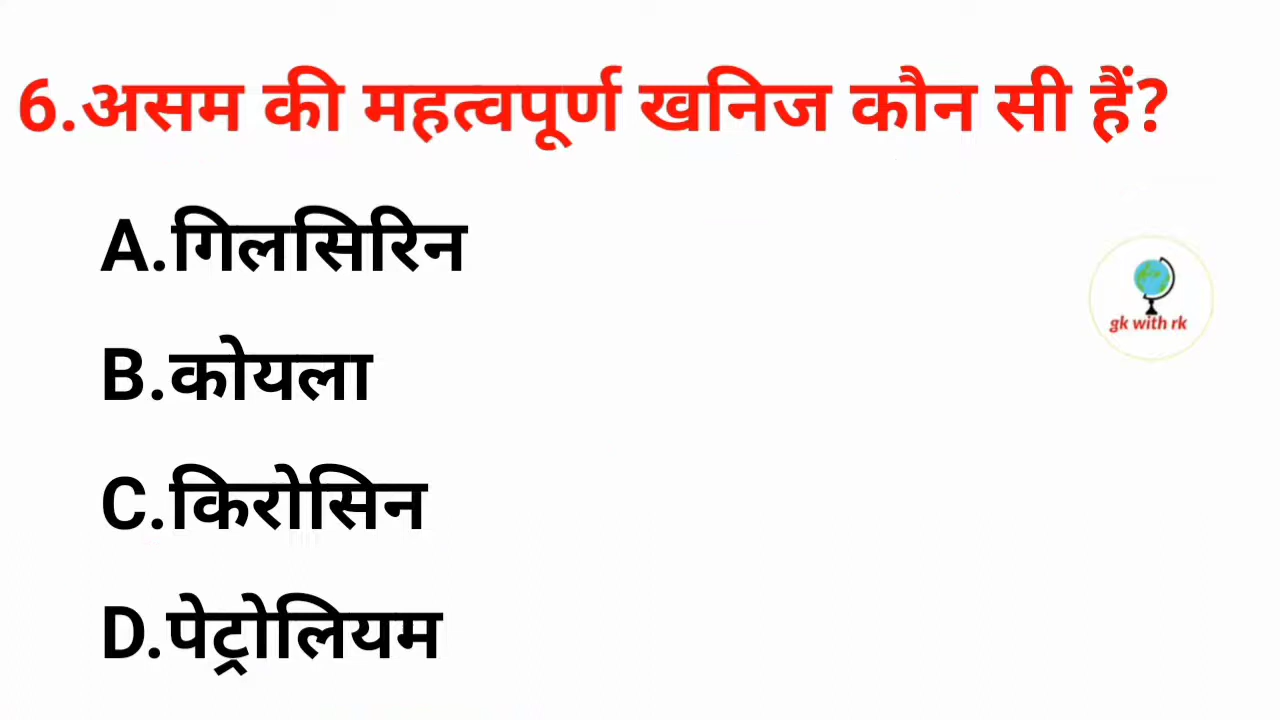 6.असम की महत्वपूर्ण खनिज कौन सी हैं?
A.गिलसिरिन
B.कोयला
gk with rk
C.किरोसिन
D.पेट्रोलियम